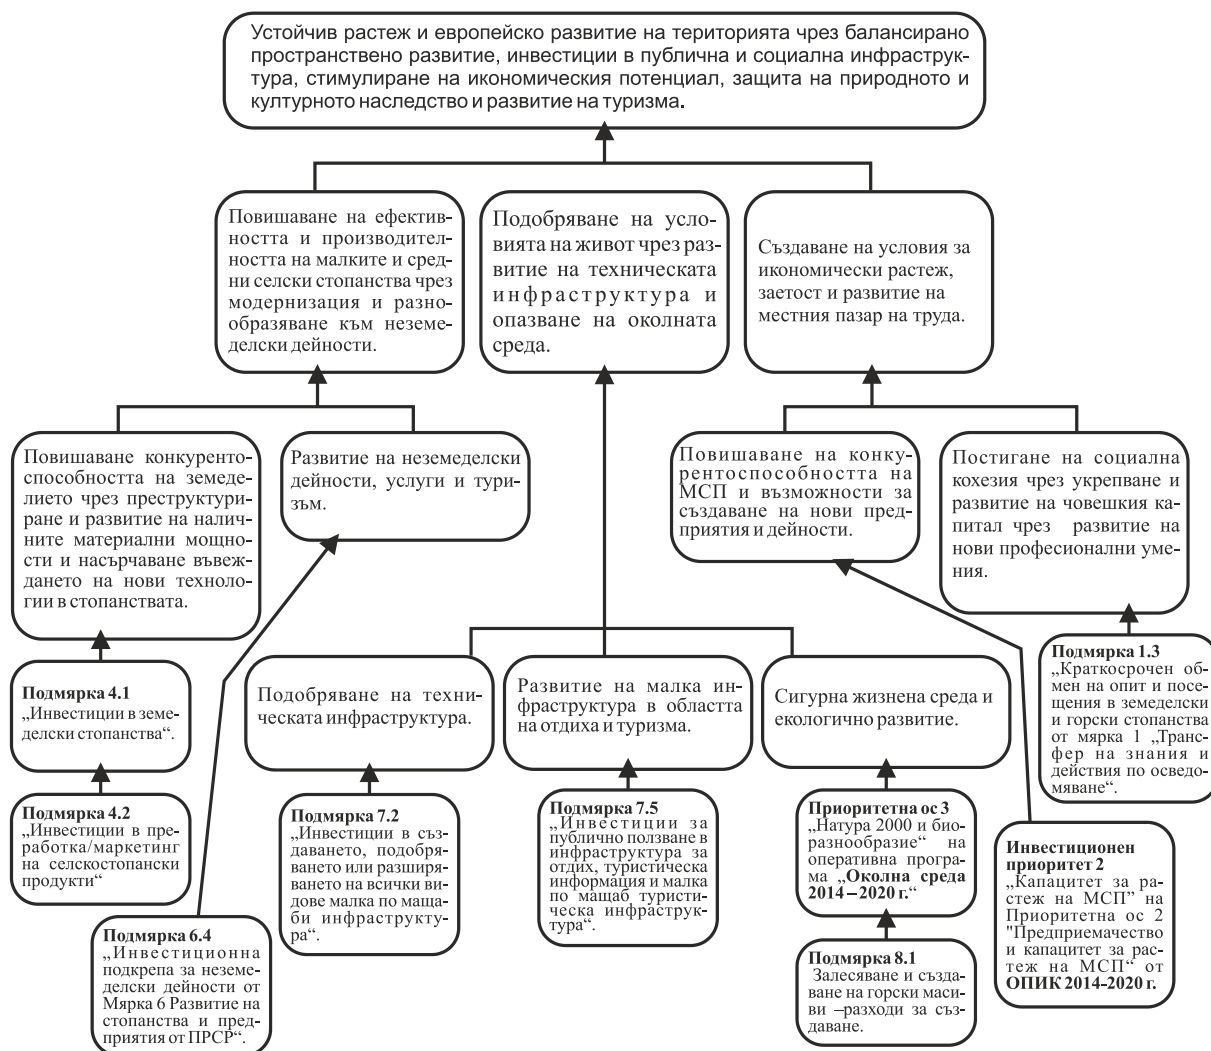 Устойчив растеж и европейско развитие на територията чрез балансирано
пространствено развитие, инвестиции в публична и социална инфраструк-
тура, стимулиране на икономическия потенциал, защита на природното и
културното наследство и развитие на туризма.
Повишаване на ефектив-
ността и производител-
ността на малките и сред-
ни селски стопанства чрез
модернизация и разно-
образяване към неземе-
делски дейности.
Подобряване на усло-
вията на живот чрез раз-
витие на техническата
инфраструктура и
опазване на околната
среда.
Създаване на условия за
икономически растеж,
заетост и развитие на
местния пазар на труда.
Повишаване конкуренто-
способността на земеде-
лието чрез преструктури-
ране и развитие на налич-
ните материални мощнос-
ти и насърчаване въвеж-
дането на нови техноло-
гии в стопанствата.
Развитие на неземеделски
дейности, услуги и тури-
зъм.
Повишаване на конку-
рентоспособността на
МСП и възможности за
създаване на нови пред-
приятия и дейности.
Постигане на социална
кохезия чрез укрепване и
развитие на човешкия ка-
питал чрез развитие на
нови професионални уме-
ния.
Подмярка 4.1
„Инвестиции в земе-
делски стопанства“.
Подобряване на техни-
ческата инфраструктура.
Развитие на малка ин-
фраструктура в областта
на отдиха и туризма.
Сигурна жизнена среда и
екологично развитие.
Подмярка 1.3
„Краткосрочен об-
мен на опит и посе-
щения в земеделски
и горски стопанства
от мярка 1 „Транс-
фер на знания и
действия по осведо-
мяване“.
Подмярка 4.2
„Инвестиции в пре-
работка/маркетинг
на селскостопански
продукти“
Подмярка 7.2
„Инвестиции в съз-
даването, подобря-
ването или разширя-
ването на всички ви-
дове малка по маща-
би инфраструкту-
ра“.
Подмярка 7.5
„Инвестиции за
публично ползване в
инфраструктура за
отдих, туристическа
информация и малка
по мащаб туристи-
ческа инфраструк-
тура“.
Приоритетна ос 3
„Натура 2000 и био-
разнообразие“ на
оперативна програ-
ма „Околна среда
2014 – 2020 г.“
Инвестиционен
приоритет 2
„Капацитет за ра-
стеж на МСП” на
Приоритетна ос 2
"Предприемачество
и капацитет за рас-
теж на МСП“ от
ОПИК 2014-2020 г.
Подмярка 6.4
„Инвестиционна
подкрепа за неземе-
делски дейности от
Мярка 6 Развитие на
стопанства и пред-
приятия от ПРСР“.
Подмярка 8.1
Залесяване и създа-
ване на горски маси-
ви –разходи за съз-
даване.